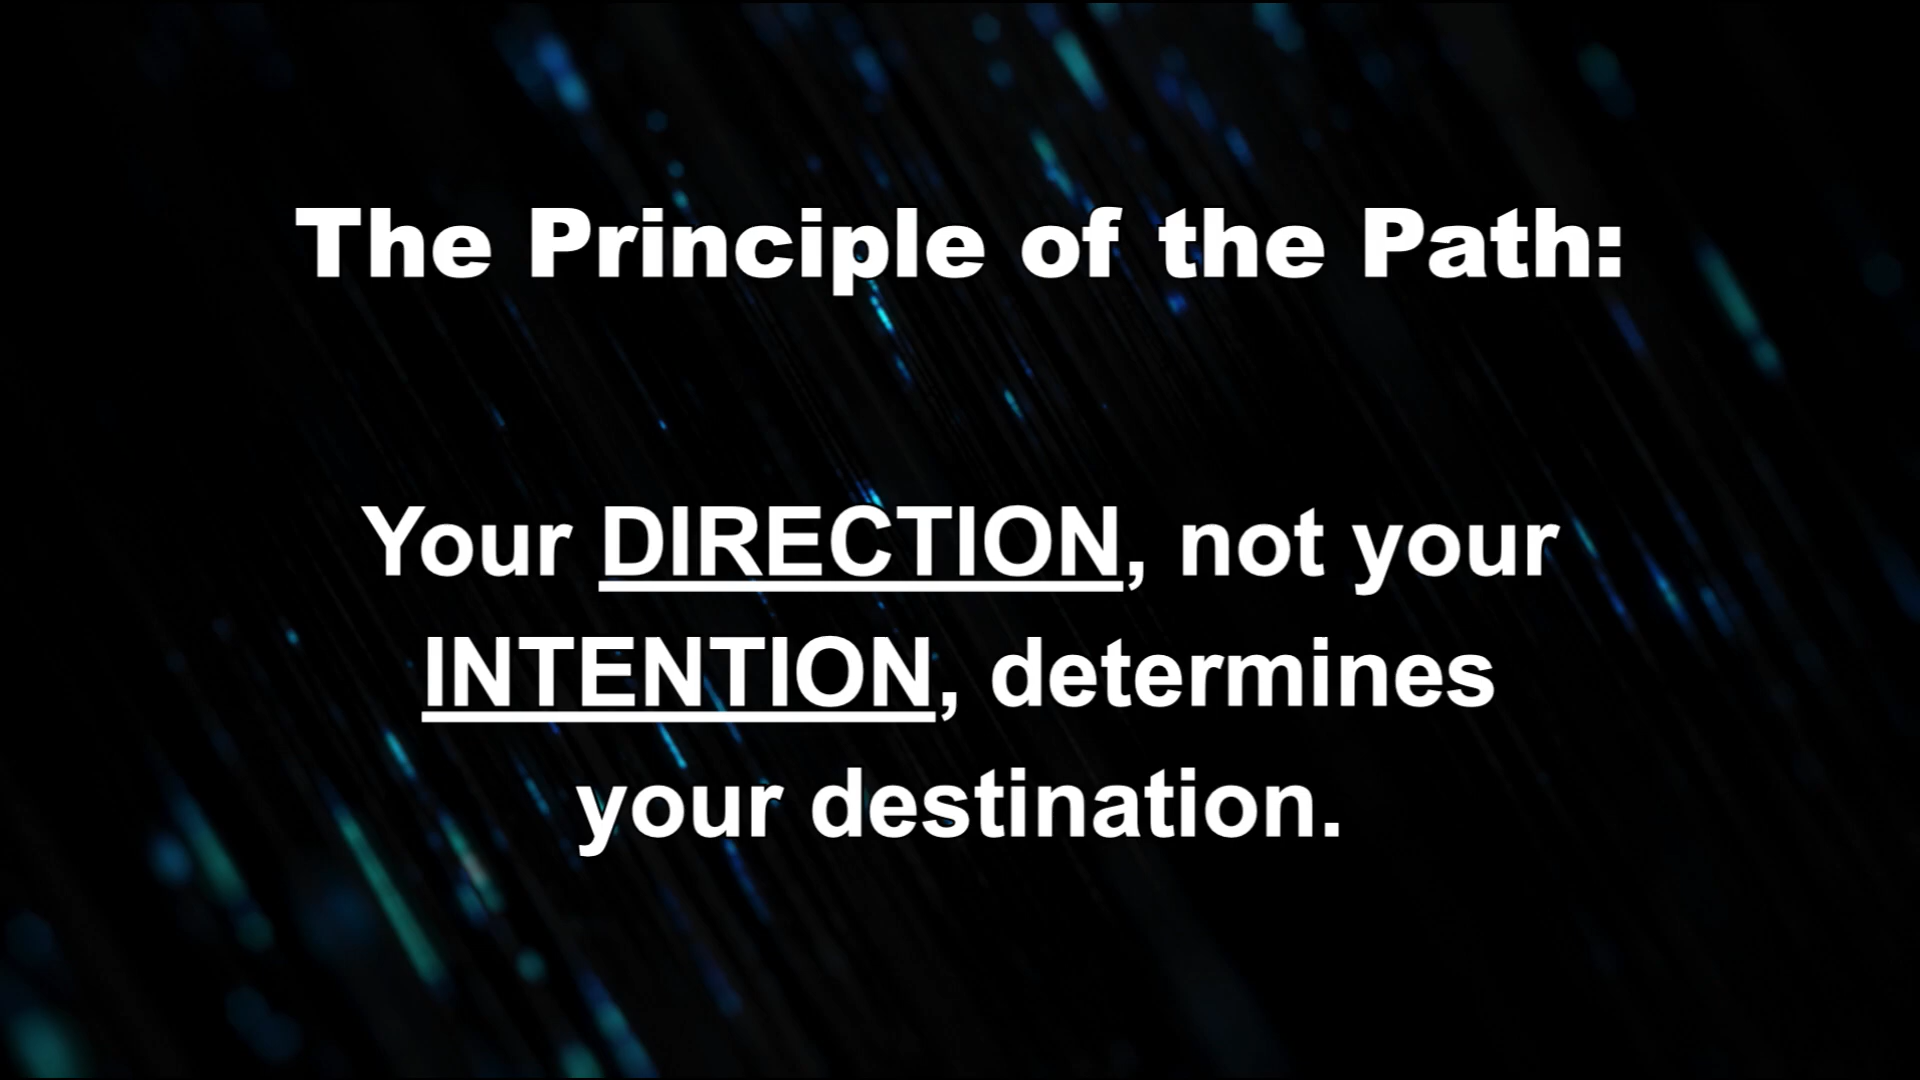 The Principle of the Path:
Your DIRECTION, not your
INTENTION, determines
your destination.